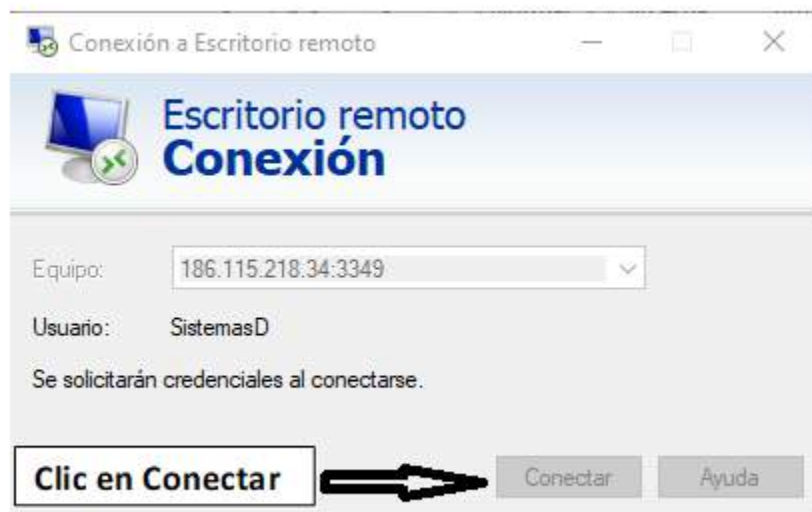 Conexión a Escritorio remoto
Escritorio remoto
Conexión
Equipo: 186.115.218.34:3349
Usuario: SistemasD
Se solicitarán credenciales al conectarse.
Clic en Conectar Conectar Ayuda